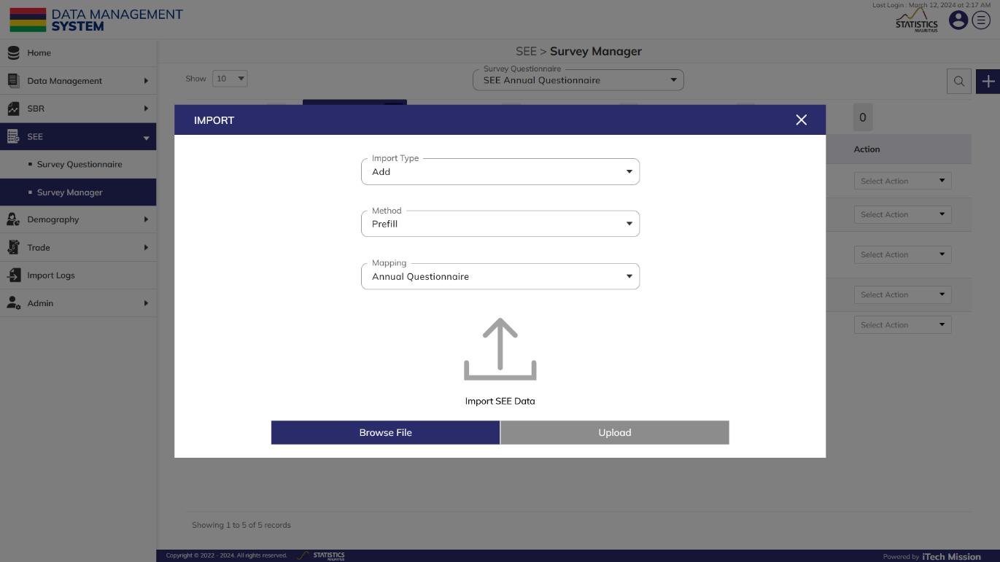 Last Login : March 12, 2024 at 2:17 AM
DATA MANAGEMENT
SYSTEM
STATISTICS
MAURITIUS
Home
Data Management
SBR
SEE
Survey Questionnaire
Survey Manager
Demography
Trade
Import Logs
Admin
SEE > Survey Manager
Show 10
Survey Questionnaire
SEE Annual Questionnaire
0
Action
Select Action
Select Action
Select Action
Select Action
Select Action
IMPORT
Import Type
Add
Method
Prefill
Mapping
Annual Questionnaire
Import SEE Data
Browse File
Upload
Showing 1 to 5 of 5 records
Copyright © 2022 - 2024. All rights reserved.
STATISTICS
MAURITIUS
Powered by iTech Mission